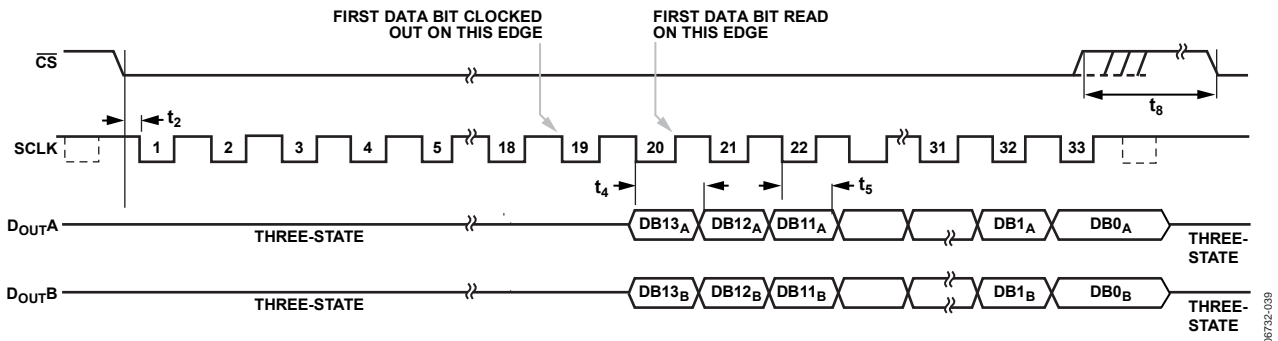 FIRST DATA BIT CLOCKED
OUT ON THIS EDGE
FIRST DATA BIT READ
ON THIS EDGE
CS
t8
t2
SCLK
1 2 3 4 5 18 19 20 21 22 31 32 33
t4
t5
DOUTA
THREE-STATE
DB13A DB12A DB11A DB1A DB0A
THREE-
STATE
DOUTB
THREE-STATE
DB13B DB12B DB11B DB1B DB0B
THREE-
STATE
06732-039